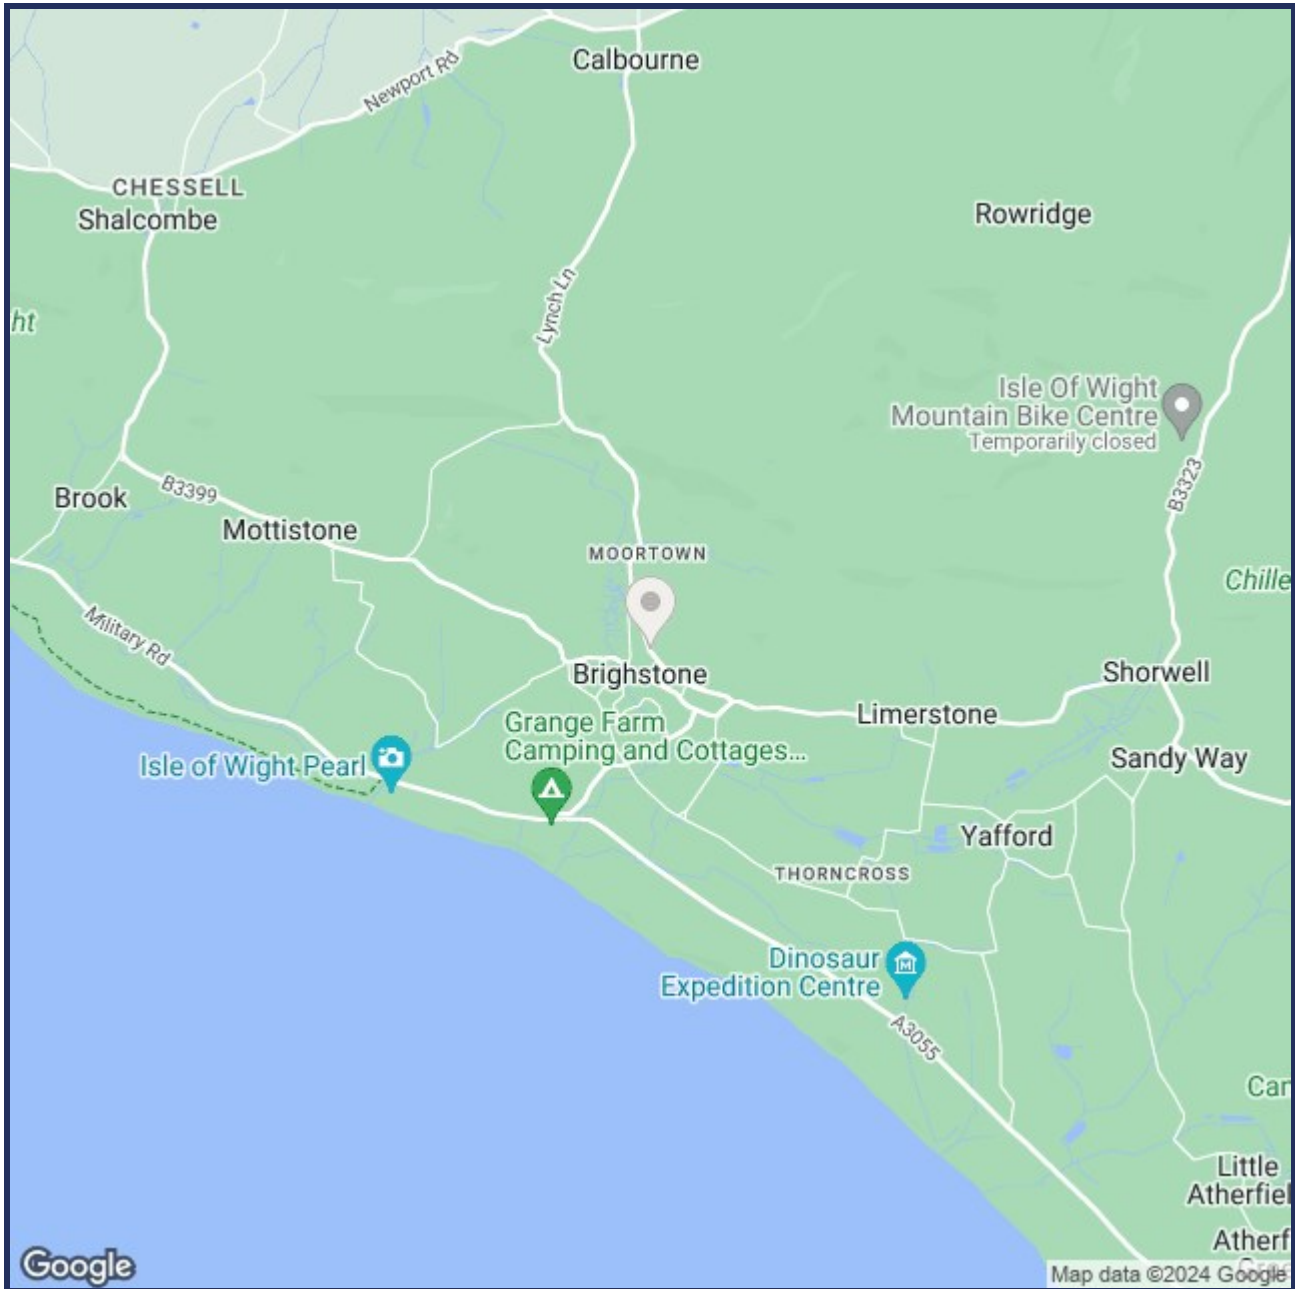 Calbourne
Newport Rd
CHESSELL
Shalcombe
Rowridge
Lynch Ln
ht
Isle Of Wight
Mountain Bike Centre
Temporarily closed
B3323
B3399
Brook
Mottistone
MOORTOWN
Chille
Military Rd
Brighstone
Shorwell
Limerstone
Grange Farm
Camping and Cottages...
Isle of Wight Pearl
Sandy Way
Yafford
THORNCROSS
Dinosaur
Expedition Centre
A3055
Car
Little
Atherfiel
Atherf
Google
Map data ©2024 Google